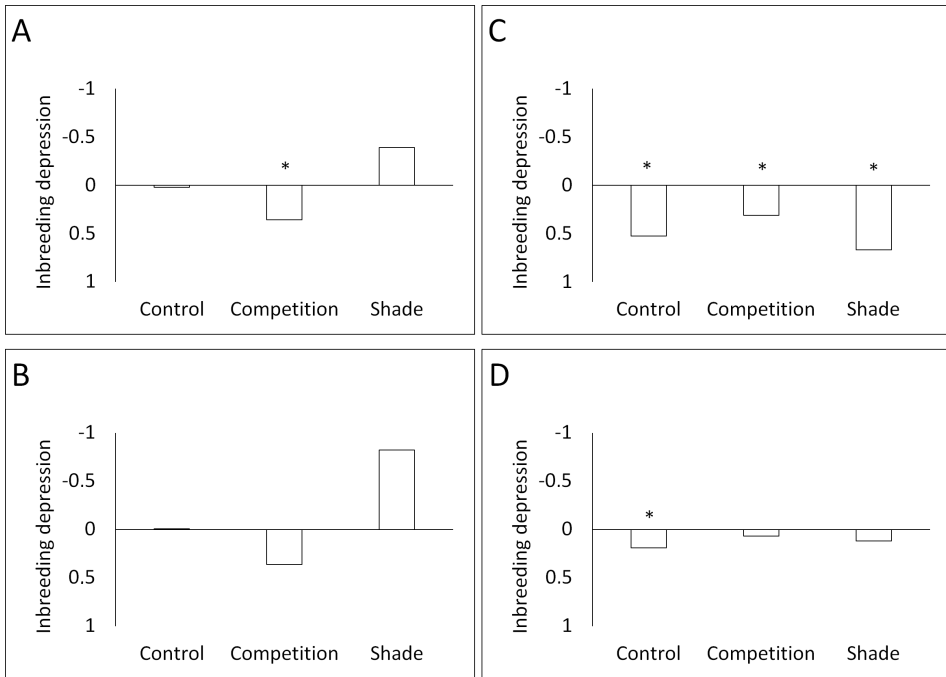 A
Inbreeding depression
-1
-0.5
0
0.5
1
*
Control Competition Shade
C
Inbreeding depression
-1
-0.5
0
0.5
1
* * *
Control Competition Shade
B
Inbreeding depression
-1
-0.5
0
0.5
1
Control Competition Shade
D
Inbreeding depression
-1
-0.5
0
0.5
1
*
Control Competition Shade